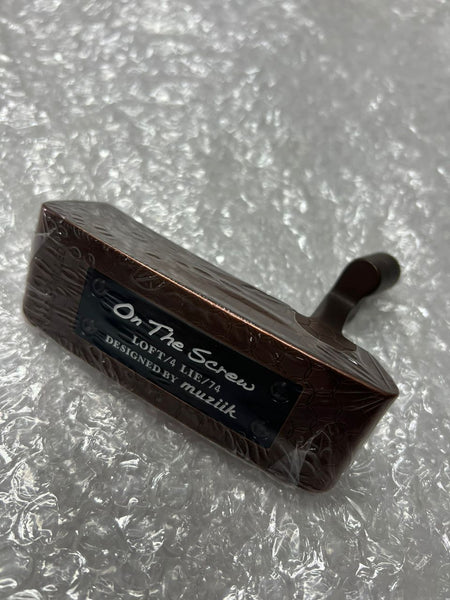 On The Screw
LOFT/4 LIE/74
DESIGNED BY muziik